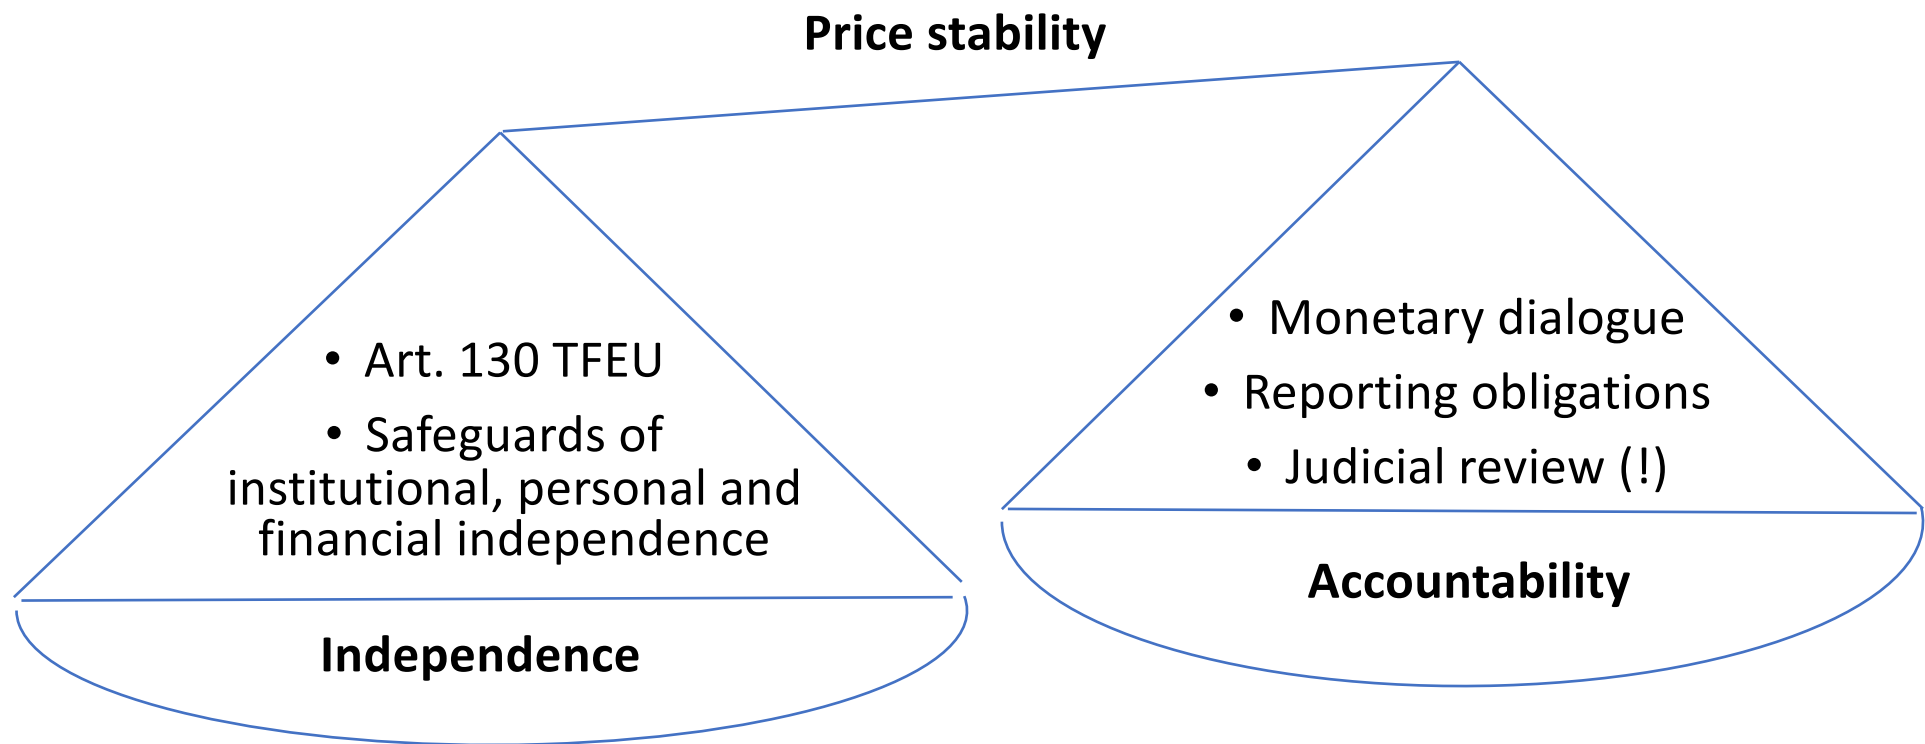 Price stability
• Art. 130 TFEU
• Safeguards of
institutional, personal and
financial independence
Independence
• Monetary dialogue
• Reporting obligations
• Judicial review (!)
Accountability